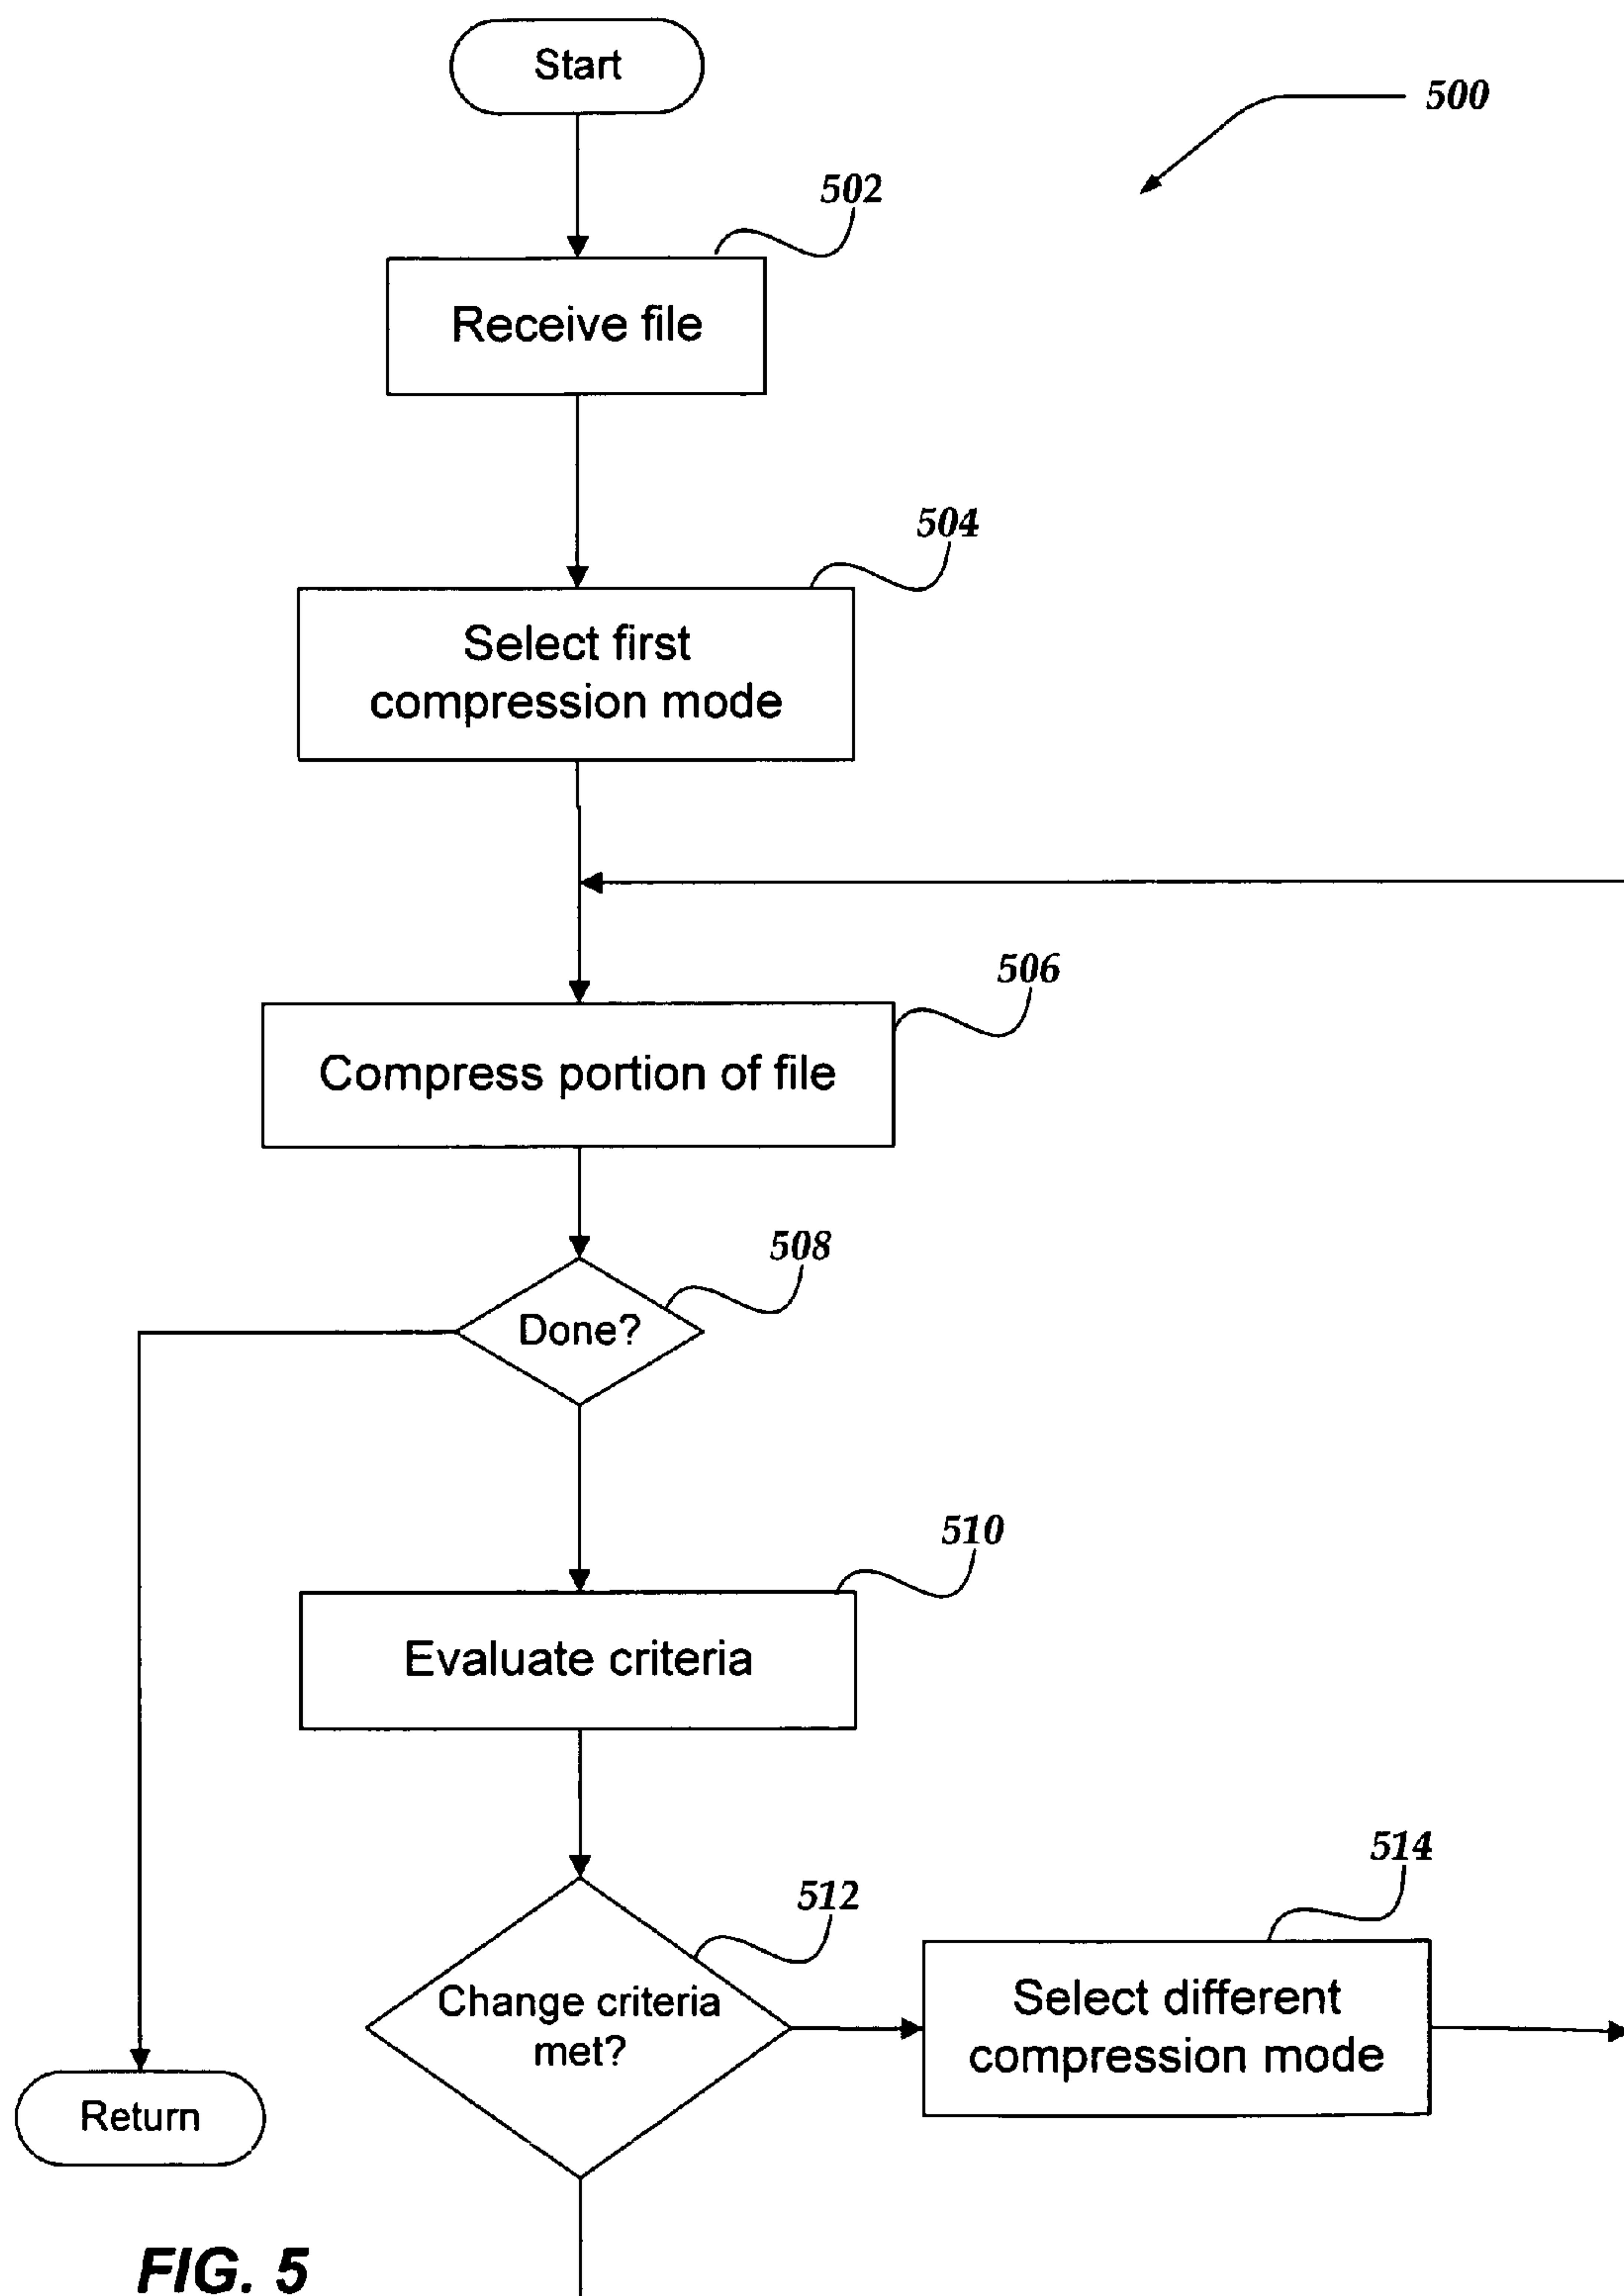 Start
500
502
Receive file
504
Select first
compression mode
506
Compress portion of file
508
Done?
510
Evaluate criteria
512
Change criteria
met?
514
Select different
compression mode
Return
FIG. 5